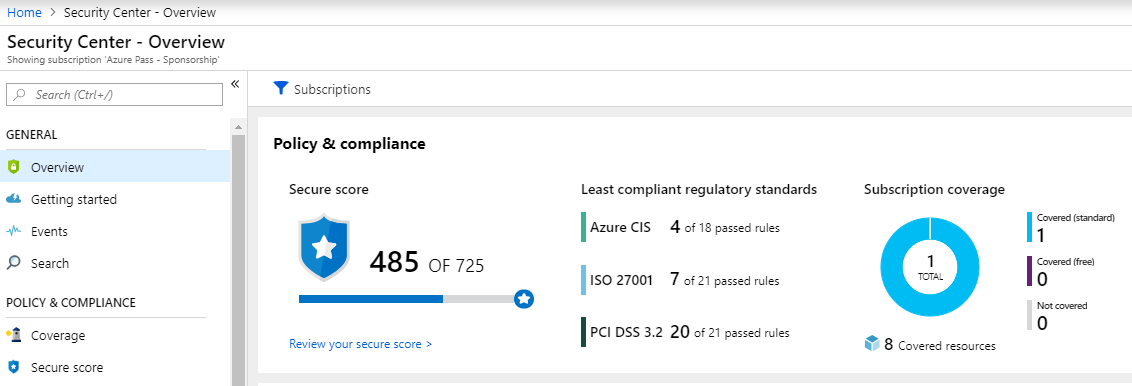 Home > Security Center - Overview
Security Center - Overview
Showing subscription 'Azure Pass - Sponsorship'
Search (Ctrl+/)
«
GENERAL
Overview
Getting started
Events
Search
POLICY & COMPLIANCE
Coverage
Secure score
Subscriptions
Policy & compliance
Secure score
485 OF 725
Review your secure score >
Least compliant regulatory standards
Azure CIS 4 of 18 passed rules
ISO 27001 7 of 21 passed rules
PCI DSS 3.2 20 of 21 passed rules
Subscription coverage
1
TOTAL
8 Covered resources
Covered (standard)
1
Covered (free)
0
Not covered
0